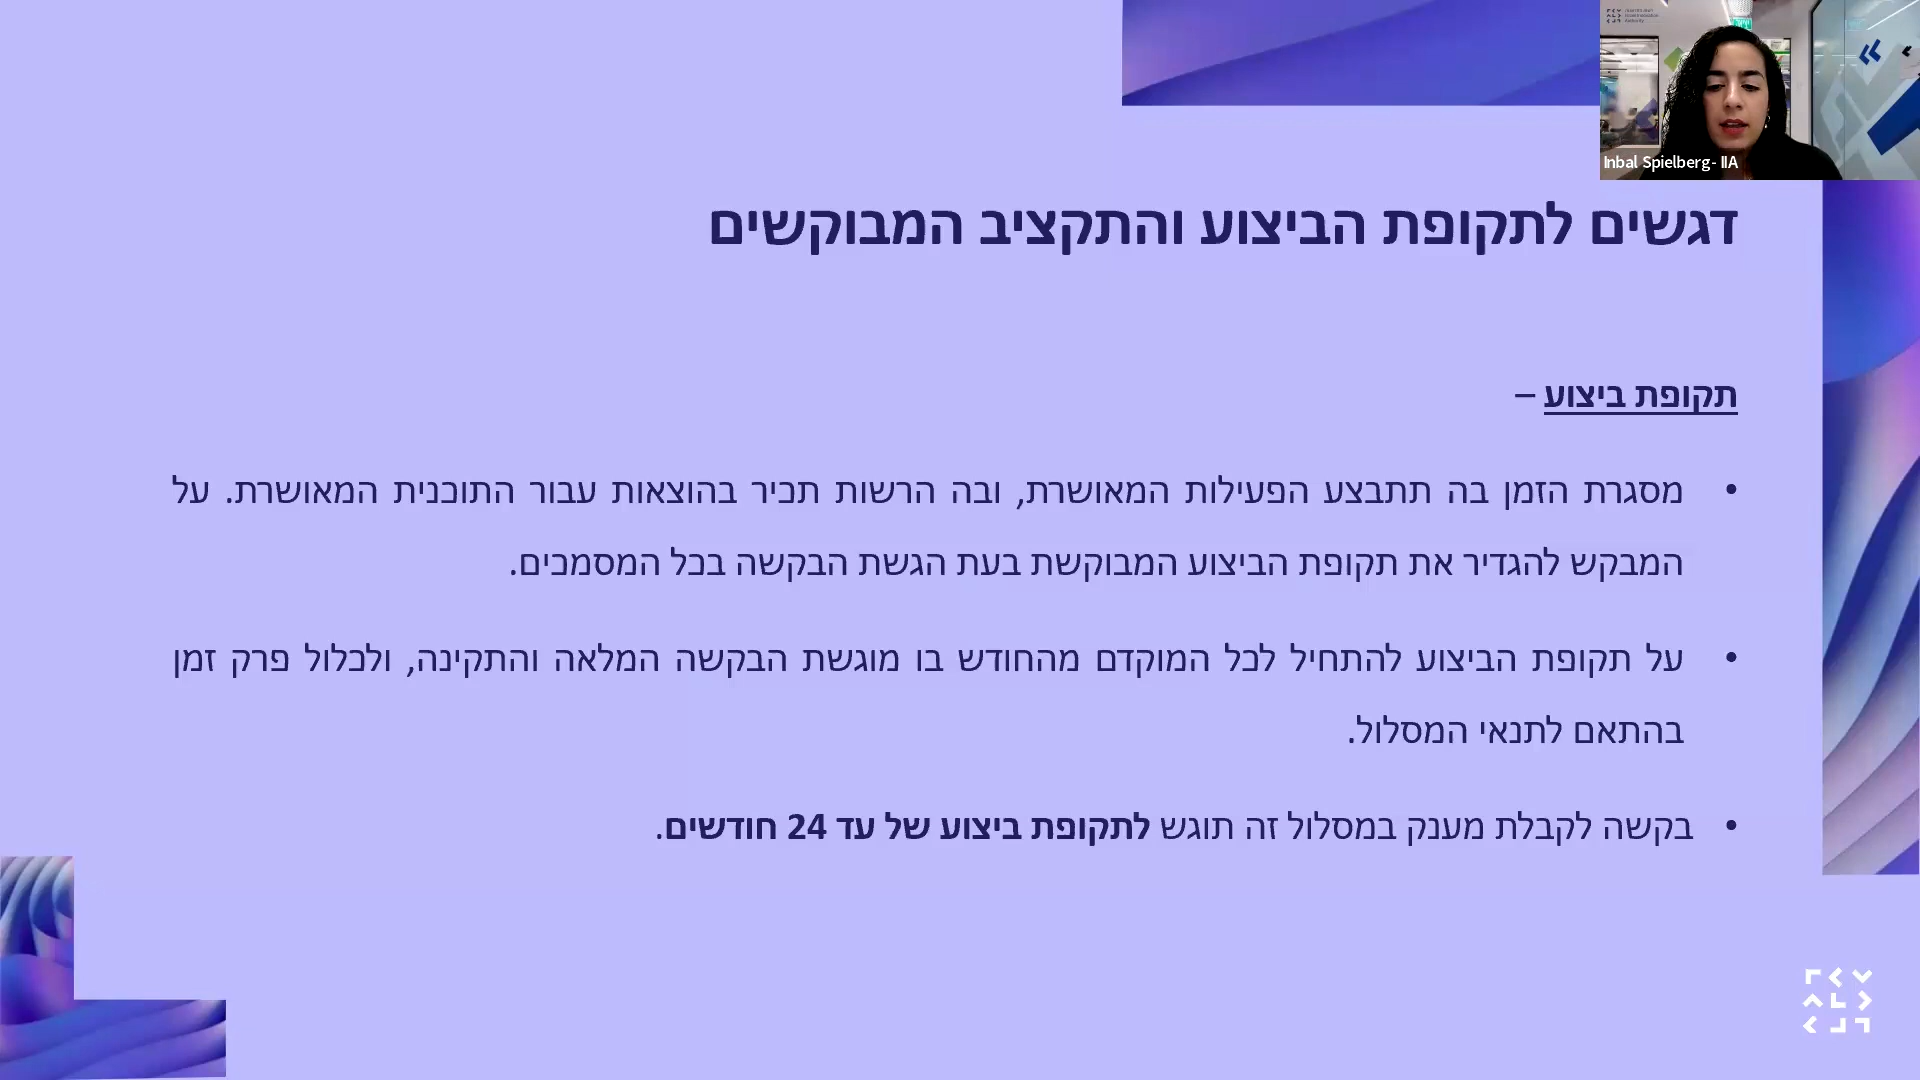 Inbal Spielberg- IIA
דגשים לתקופת הביצוע והתקציב המבוקשים
תקופת ביצוע –
• מסגרת הזמן בה תתבצע הפעילות המאושרת, ובה הרשות תכיר בהוצאות עבור התוכנית המאושרת. על
המבקש להגדיר את תקופת הביצוע המבוקשת בעת הגשת הבקשה בכל המסמכים.
• על תקופת הביצוע להתחיל לכל המוקדם מהחודש בו מוגשת הבקשה המלאה והתקינה, ולכלול פרק זמן
בהתאם לתנאי המסלול.
• בקשה לקבלת מענק במסלול זה תוגש לתקופת ביצוע של עד 24 חודשים.